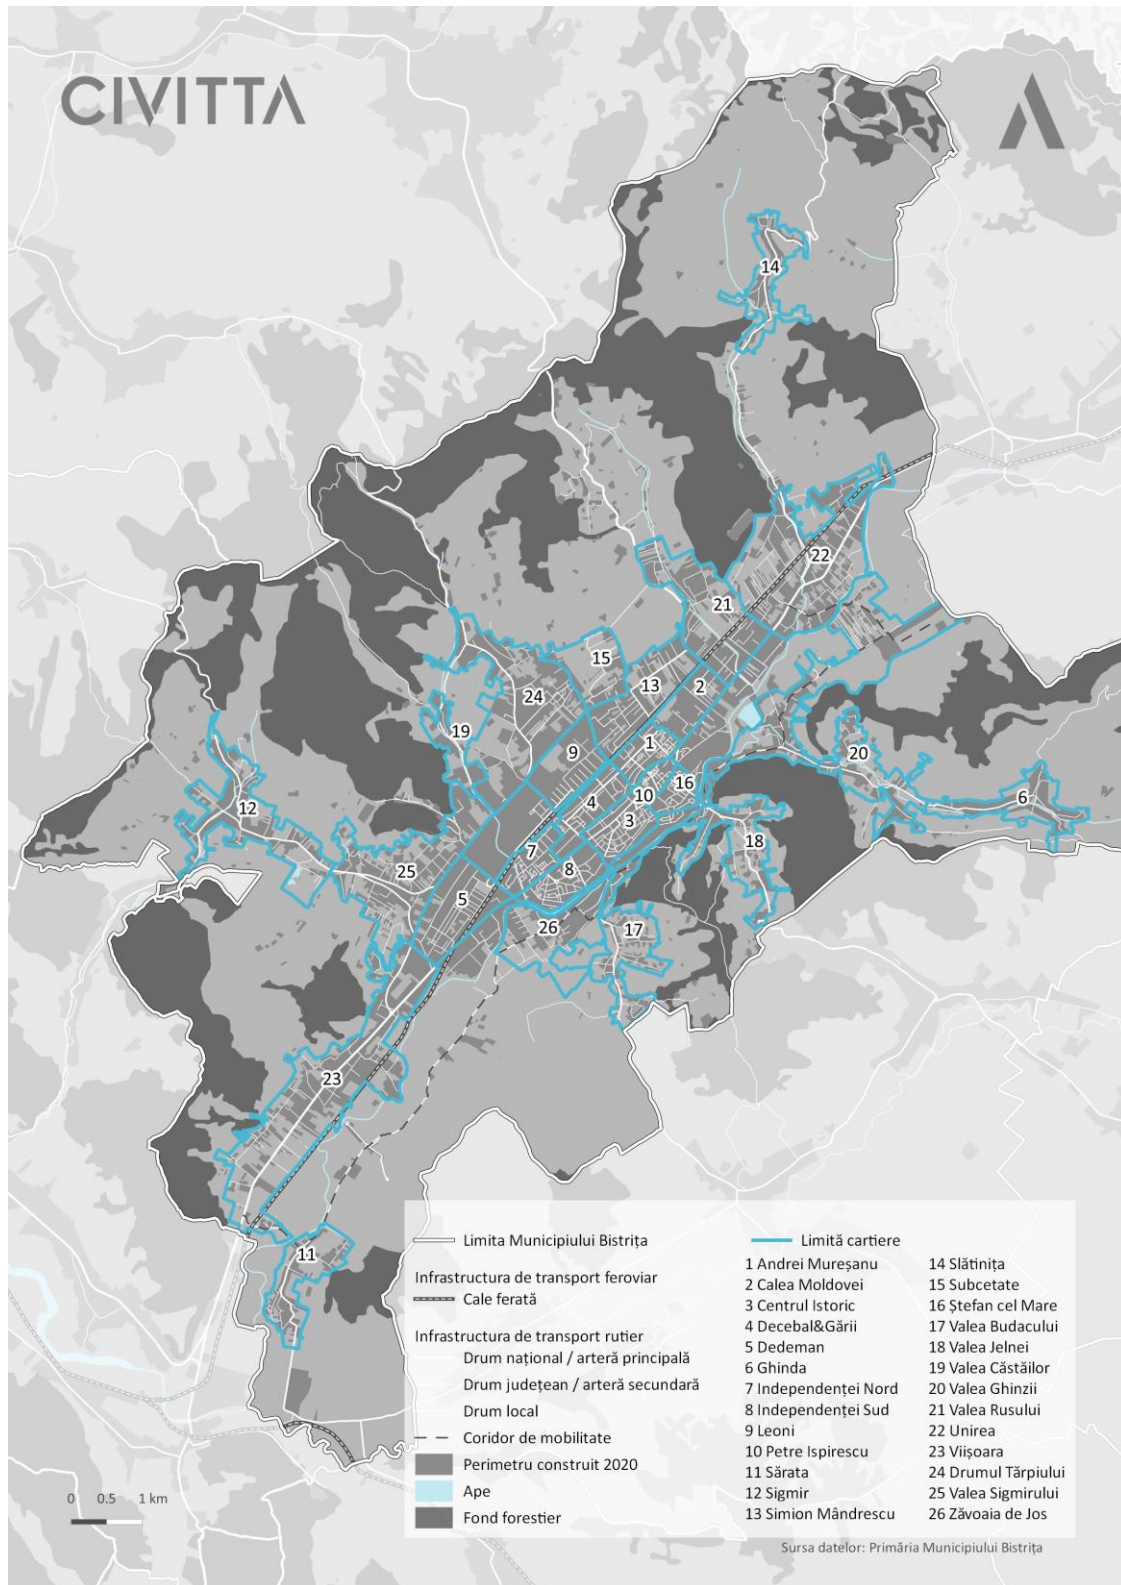 CIVITTA
14
22
21
15
13
2
24
19
1
9
20
6
12
16
10
4
3
18
7
8
25
5
26
17
23
11
Limita Municipiului Bistrița
Infrastructura de transport feroviar
Cale ferată
Infrastructura de transport rutier
Drum național / arteră principală
Drum județean / arteră secundară
Drum local
Coridor de mobilitate
Perimetru construit 2020
Ape
Fond forestier
Limită cartiere
1 Andrei Mureșanu
2 Calea Moldovei
3 Centrul Istoric
4 Decebal&Gării
5 Dedeman
6 Ghinda
7 Independenței Nord
8 Independenței Sud
9 Leoni
10 Petre Ispirescu
11 Sărata
12 Sigmir
13 Simion Mândrescu
14 Slătinița
15 Subcetate
16 Ștefan cel Mare
17 Valea Budacului
18 Valea Jelnei
19 Valea Căstăilor
20 Valea Ghinzii
21 Valea Rusului
22 Unirea
23 Viișoara
24 Drumul Tărpiului
25 Valea Sigmirului
26 Zăvoaia de Jos
0 0.5 1 km
Sursa datelor: Primăria Municipiului Bistrița